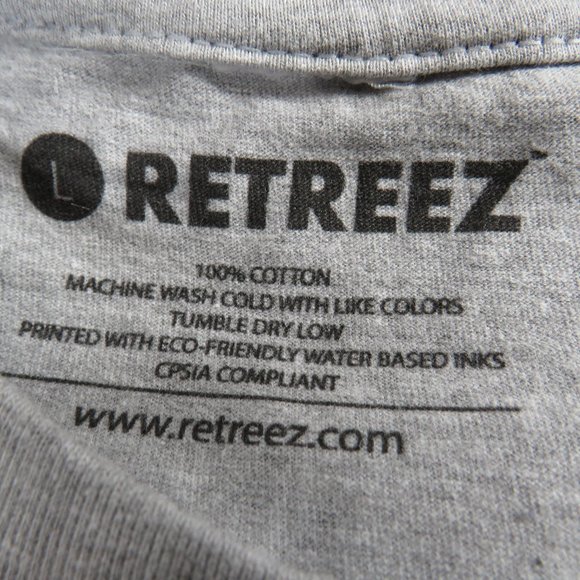 L RETREEZ™
100% COTTON
MACHINE WASH COLD WITH LIKE COLORS
TUMBLE DRY LOW
PRINTED WITH ECO-FRIENDLY WATER BASED INKS
CPSIA COMPLIANT
www.retreez.com